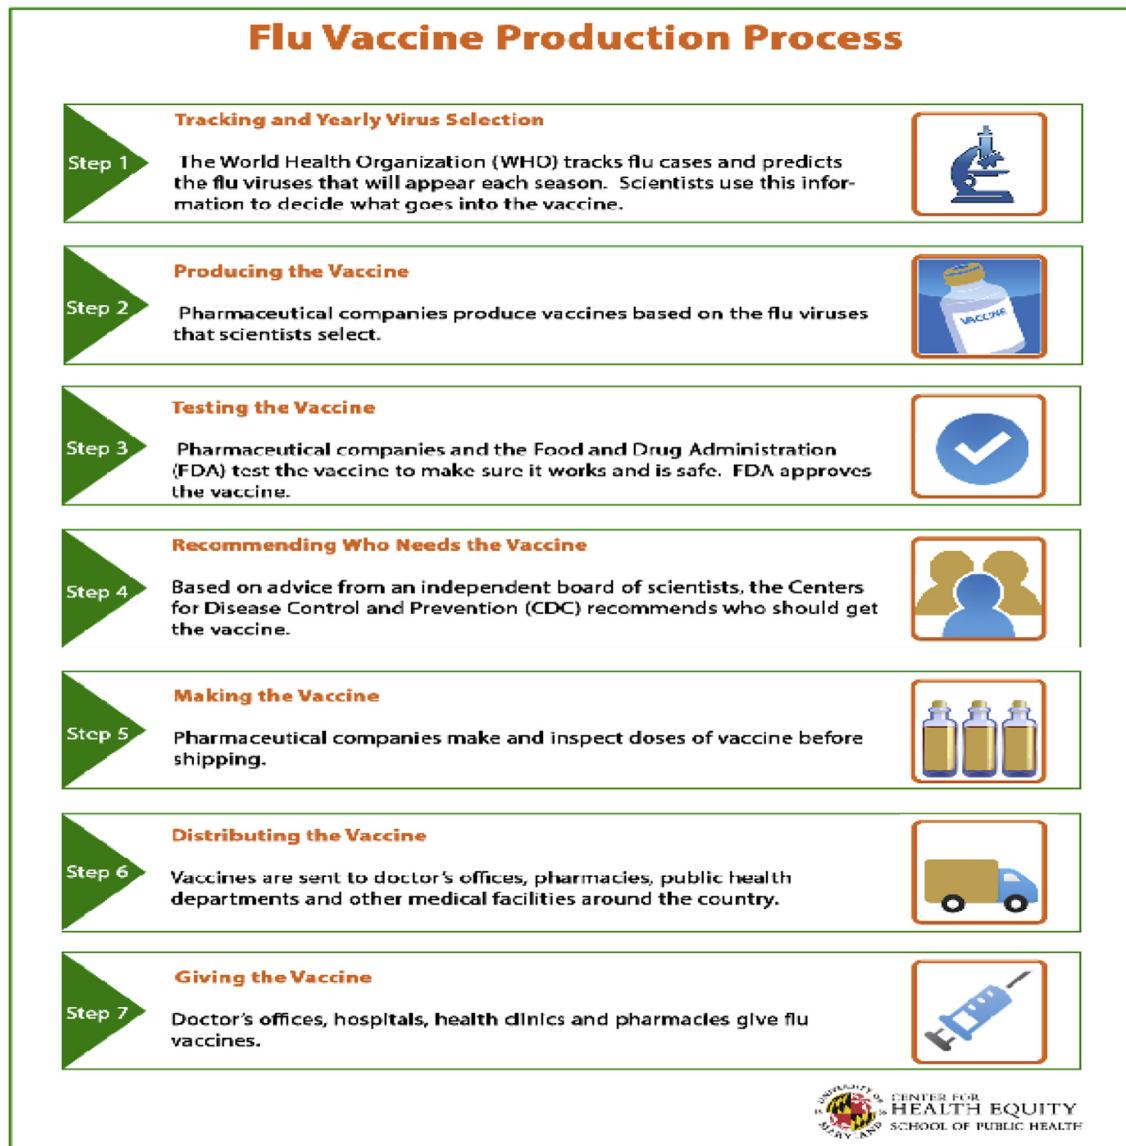 Flu Vaccine Production Process
Step 1
Tracking and Yearly Virus Selection
The World Health Organization (WHO) tracks flu cases and predicts
the flu viruses that will appear each season. Scientists use this infor-
mation to decide what goes into the vaccine.
Step 2
Producing the Vaccine
Pharmaceutical companies produce vaccines based on the flu viruses
that scientists select.
VACCINE
Step 3
Testing the Vaccine
Pharmaceutical companies and the Food and Drug Administration
(FDA) test the vaccine to make sure it works and is safe. FDA approves
the vaccine.
Step 4
Recommending Who Needs the Vaccine
Based on advice from an independent board of scientists, the Centers
for Disease Control and Prevention (CDC) recommends who should get
the vaccine.
Step 5
Making the Vaccine
Pharmaceutical companies make and inspect doses of vaccine before
shipping.
Step 6
Distributing the Vaccine
Vaccines are sent to doctor's offices, pharmacies, public health
departments and other medical facilities around the country.
Step 7
Giving the Vaccine
Doctor's offices, hospitals, health clinics and pharmacies give flu
vaccines.
UNIVERSITY OF
MARYLAND
CENTER FOR
HEALTH EQUITY
SCHOOL OF PUBLIC HEALTH